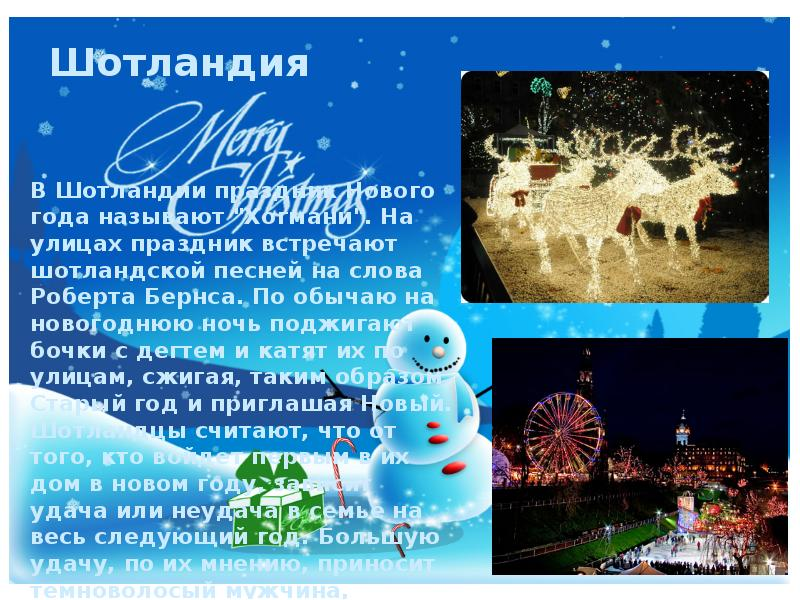 Шотландия
Merry
Christmas
В Шотландии праздник Нового
года называют "Хогмани". На
улицах праздник встречают
шотландской песней на слова
Роберта Бернса. По обычаю на
новогоднюю ночь поджигают
бочки с дегтем и катят их по
улицам, сжигая, таким образом,
Старый год и приглашая Новый.
Шотландцы считают, что от
того, кто войдет первым в их
дом в новом году, зависит
удача или неудача в семье на
весь следующий год. Большую
удачу, по их мнению, приносит
темноволосый мужчина,